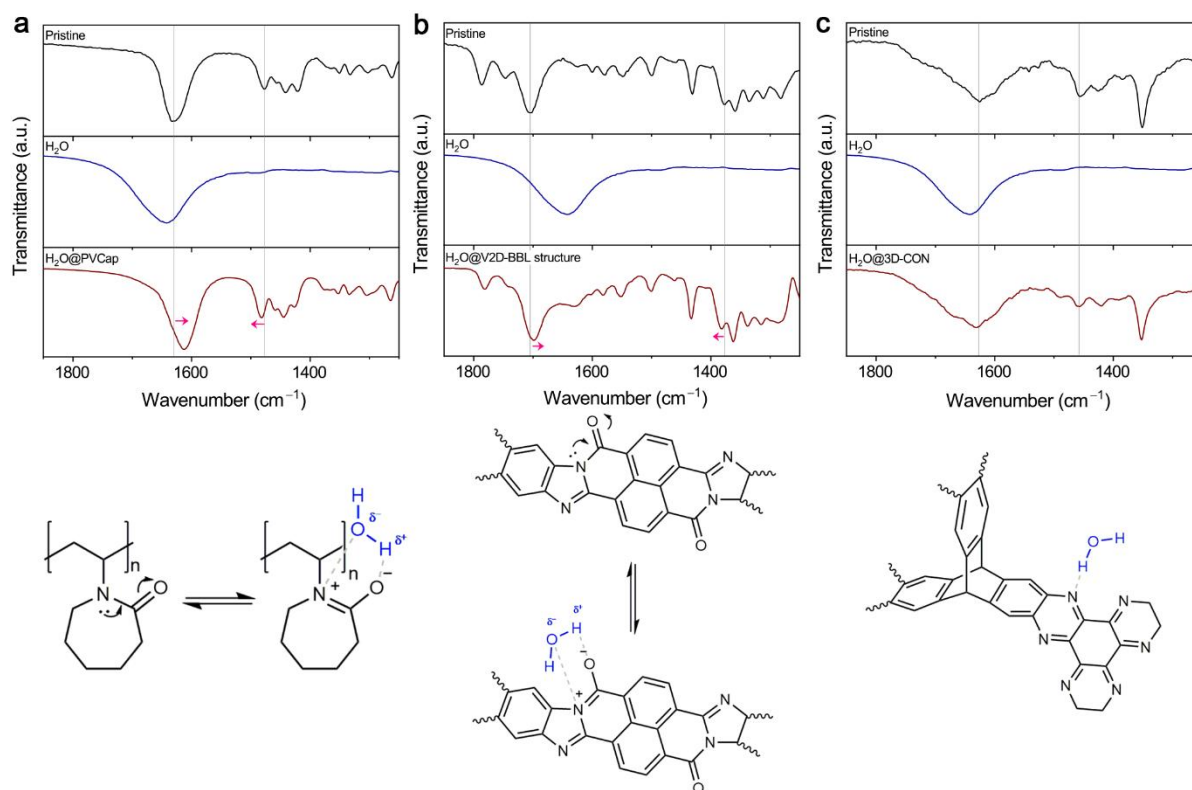 a
Pristine
H₂O
H₂O@PVCap
Transmittance (a.u.)
1800 1600 1400
Wavenumber (cm⁻¹)
b
Pristine
H₂O
H₂O@V2D-BBL structure
Transmittance (a.u.)
1800 1600 1400
Wavenumber (cm⁻¹)
c
Pristine
H₂O
H₂O@3D-CON
Transmittance (a.u.)
1800 1600 1400
Wavenumber (cm⁻¹)
n
N
O
H
O
δ⁻
H
δ⁺
n
N
+
O
−
O
N
N
N
N
O
H
O
δ⁻
H
δ⁺
O
−
N
+
N
N
N
O
H
O
H
N
N
N
N
N
N